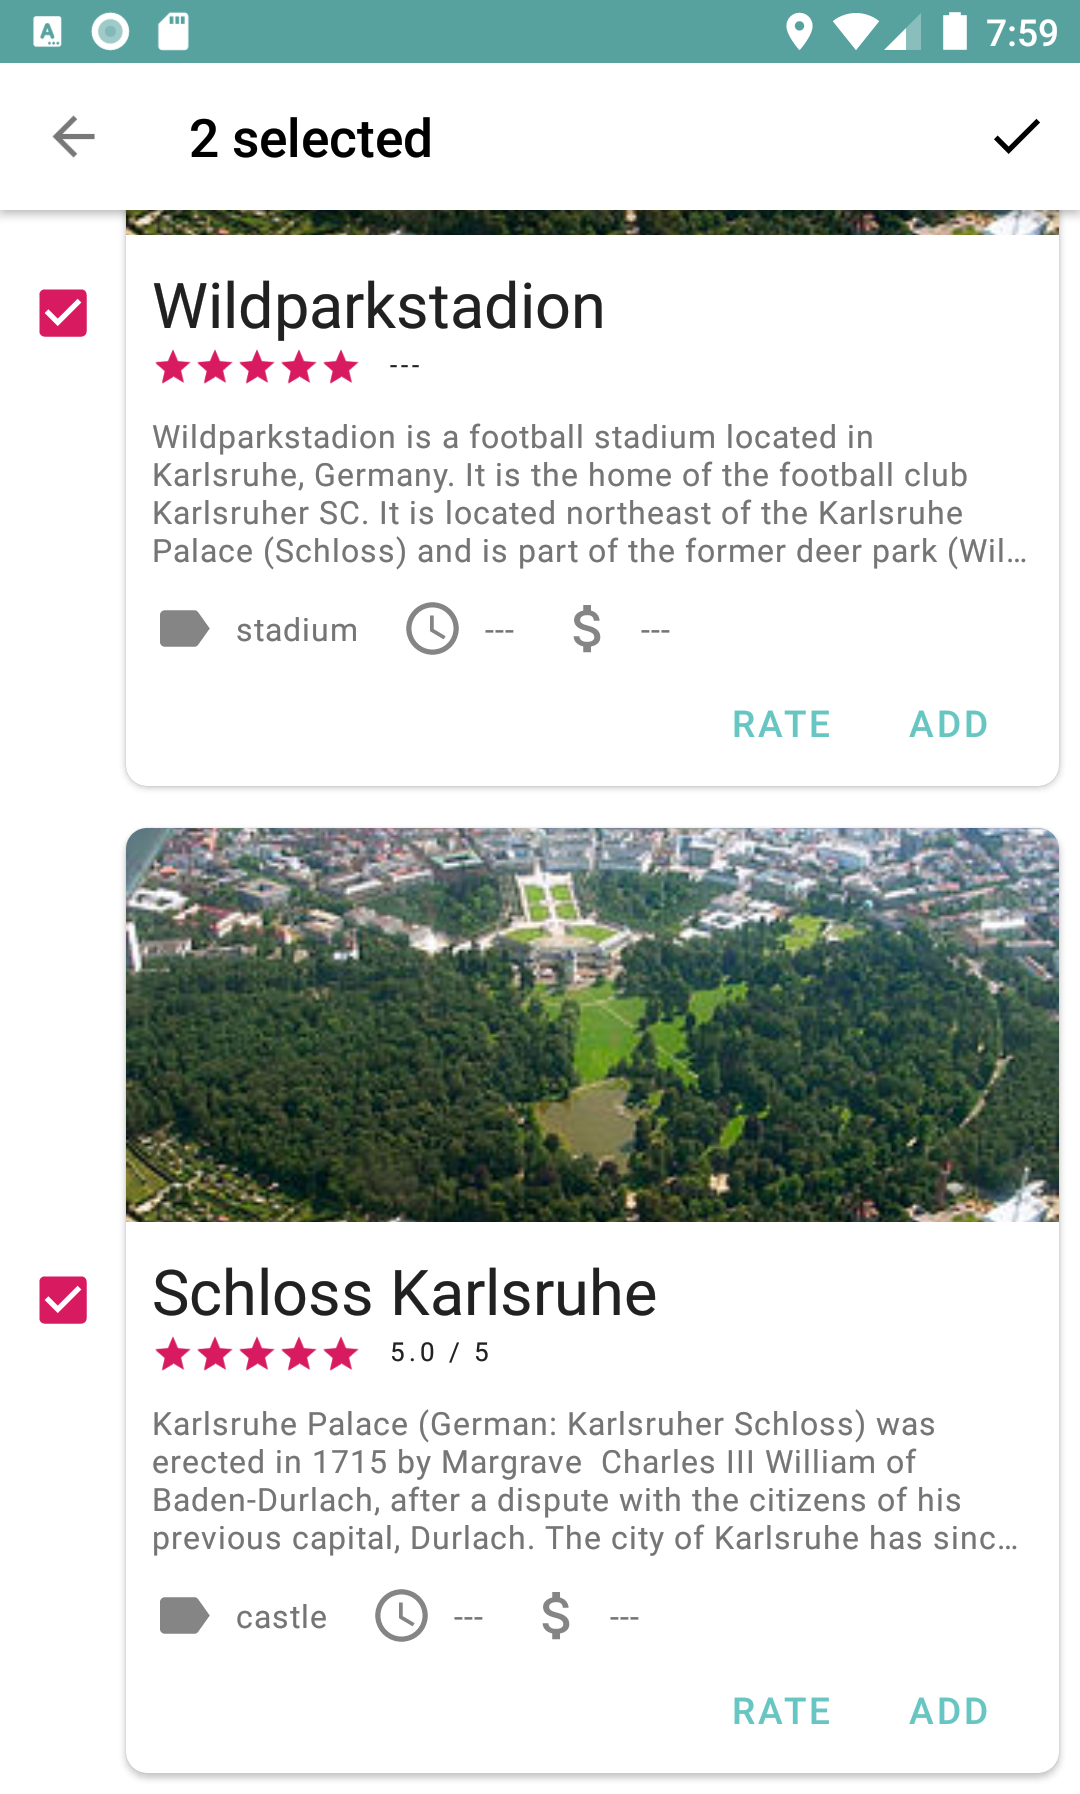 7:59
2 selected
Wildparkstadion
---
Wildparkstadion is a football stadium located in
Karlsruhe, Germany. It is the home of the football club
Karlsruher SC. It is located northeast of the Karlsruhe
Palace (Schloss) and is part of the former deer park (Wil…
stadium --- $ ---
RATE ADD
Schloss Karlsruhe
5.0 / 5
Karlsruhe Palace (German: Karlsruher Schloss) was
erected in 1715 by Margrave  Charles III William of
Baden-Durlach, after a dispute with the citizens of his
previous capital, Durlach. The city of Karlsruhe has sinc…
castle --- $ ---
RATE ADD